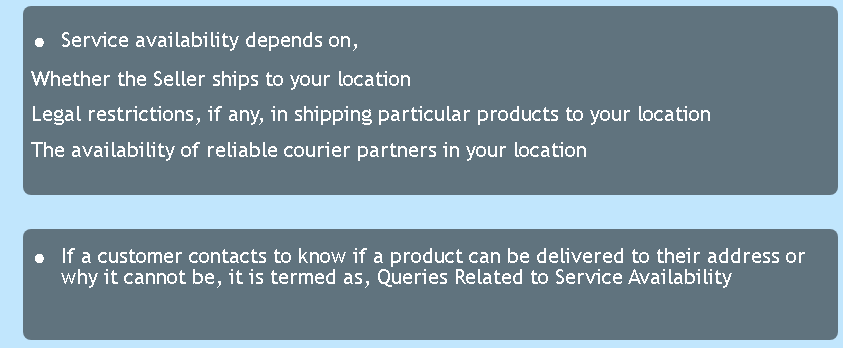 ● Service availability depends on,
Whether the Seller ships to your location
Legal restrictions, if any, in shipping particular products to your location
The availability of reliable courier partners in your location
● If a customer contacts to know if a product can be delivered to their address or
why it cannot be, it is termed as, Queries Related to Service Availability